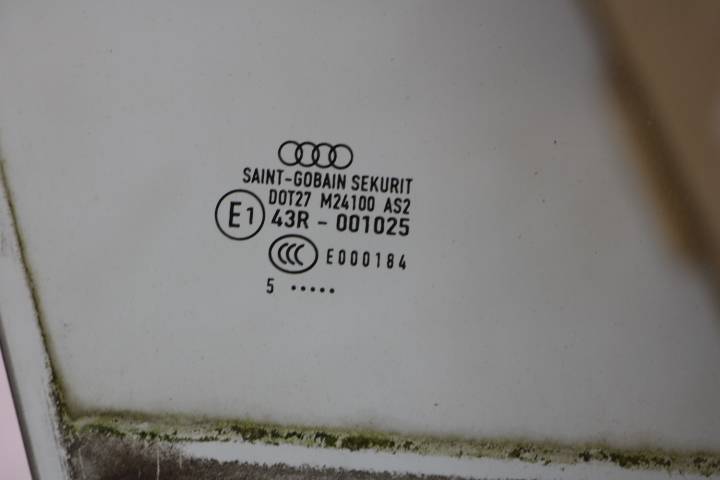 SAINT-GOBAIN SEKURIT
DOT27 M24100 AS2
E1 43R - 001025
CCC E000184
5 •••••